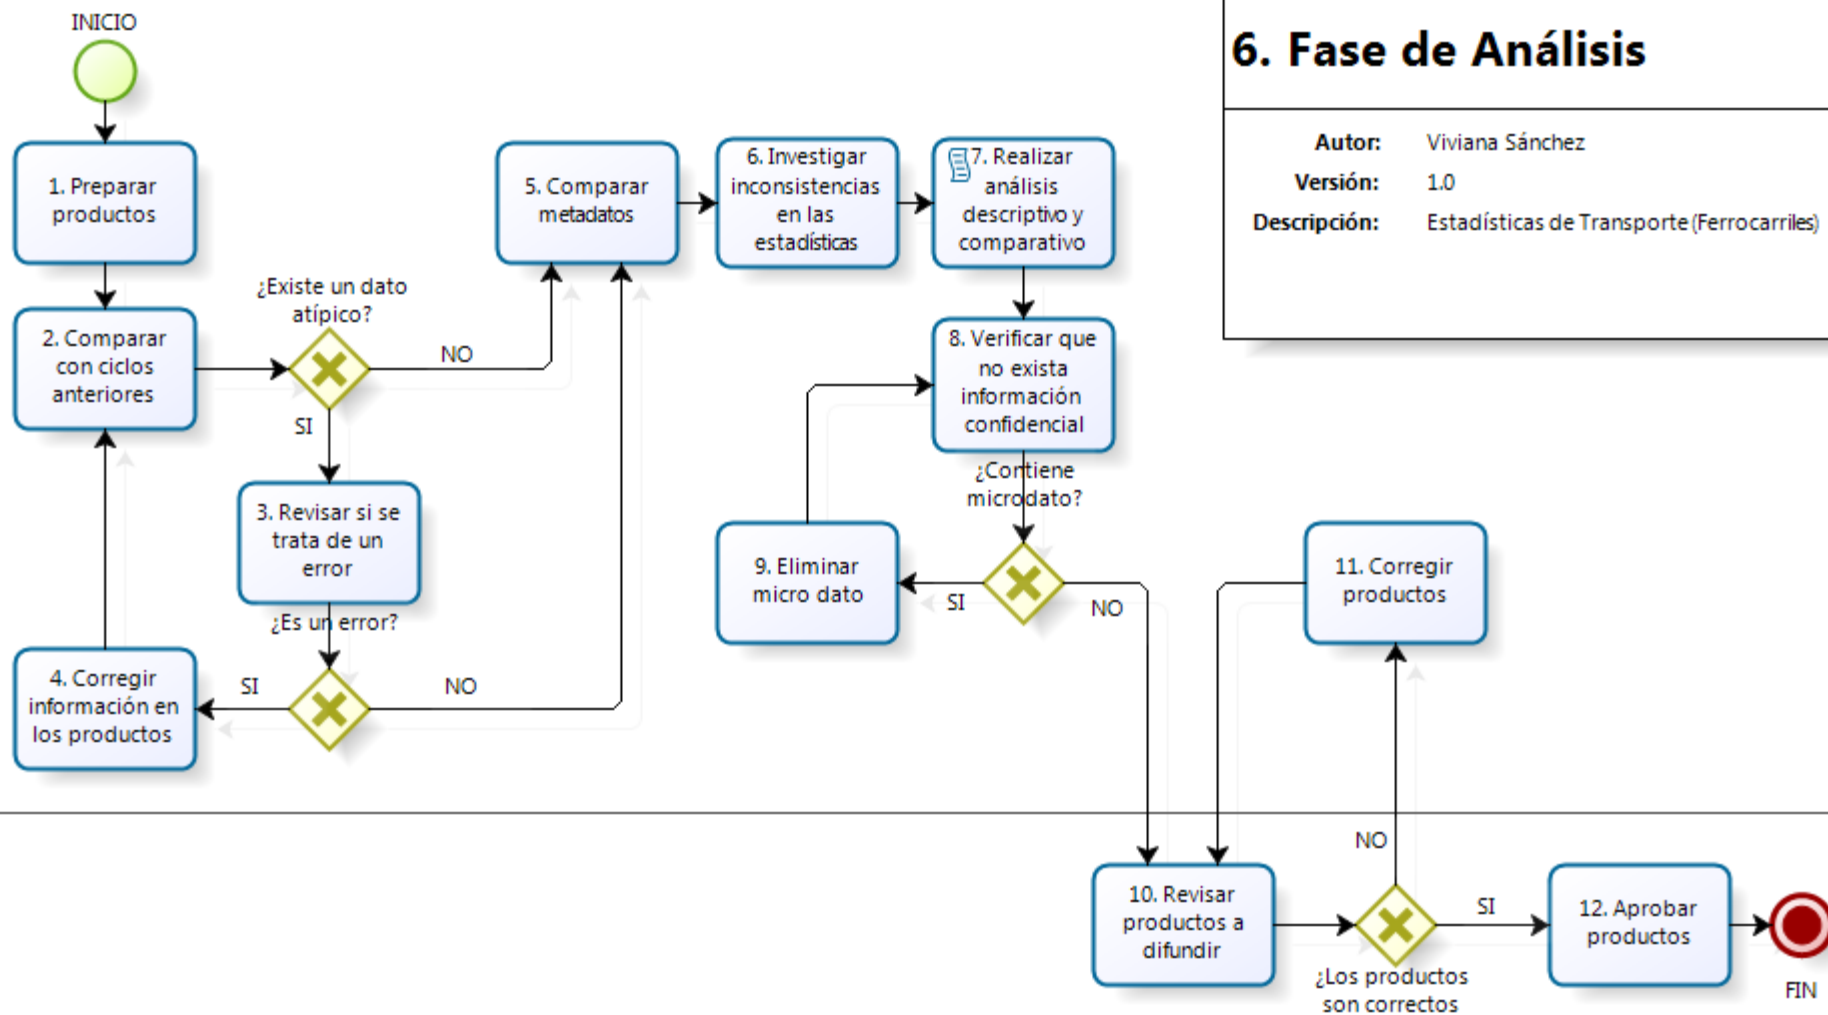 INICIO
6. Fase de Análisis
Autor: Viviana Sánchez
Versión: 1.0
Descripción: Estadísticas de Transporte (Ferrocarriles)
1. Preparar
productos
2. Comparar
con ciclos
anteriores
¿Existe un dato
atípico?
NO
SI
3. Revisar si se
trata de un
error
¿Es un error?
SI
NO
4. Corregir
información en
los productos
5. Comparar
metadatos
6. Investigar
inconsistencias
en las
estadísticas
7. Realizar
análisis
descriptivo y
comparativo
8. Verificar que
no exista
información
confidencial
¿Contiene
microdato?
SI
NO
9. Eliminar
micro dato
10. Revisar
productos a
difundir
¿Los productos
son correctos
NO
SI
11. Corregir
productos
12. Aprobar
productos
FIN